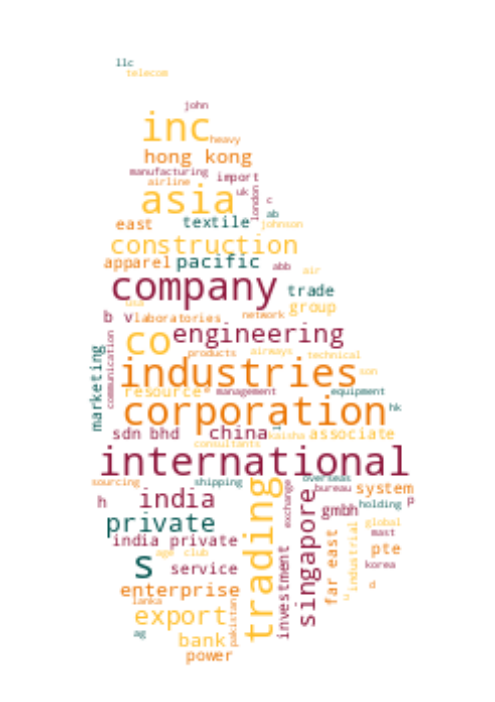 llc
telecom
john
inc
heavy
hong kong
manufacturing
import
airline
uk
asia
london
c
ab
east
textile
johnson
construction
apparel
pacific
abb
air
company
trade
usa
group
b v
laboratories
network
co
engineering
products
airways
technical
marketing
communication
industries
son
resource
e
management
equipment
corporation
hk
sdn bhd
china
l
kaisha
associate
consultants
international
sourcing
shipping
overseas
bureau
system
h
india
trading
exchange
singapore
p
holding
private
gmbh
global
india private
far east
industrial
mast
age
club
pte
s
service
investment
korea
enterprise
d
u
lanka
export
pakistan
ag
bank
power